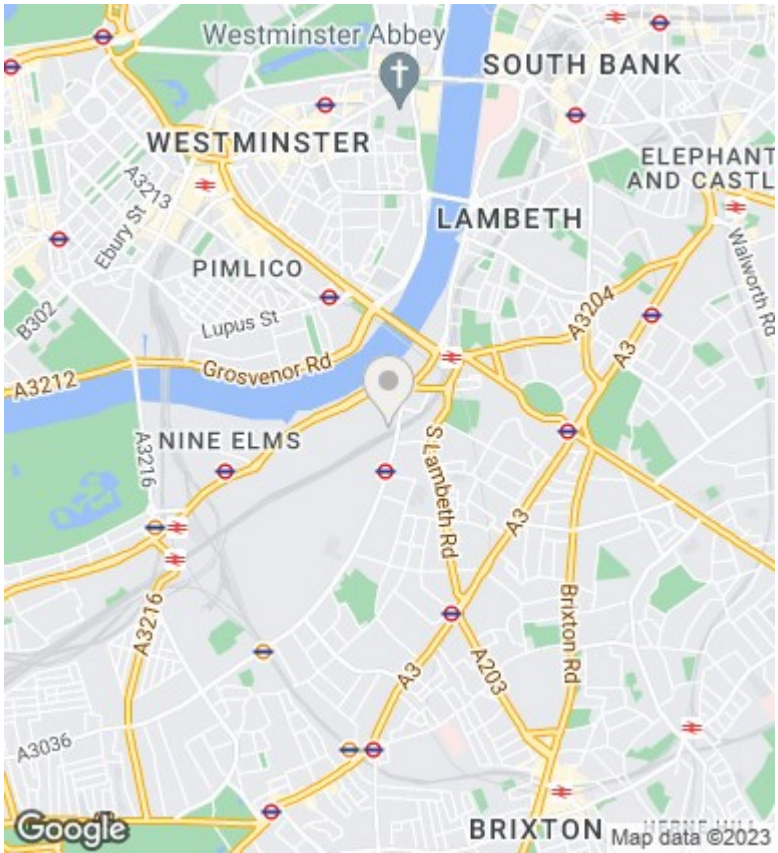 Westminster Abbey
SOUTH BANK
WESTMINSTER
ELEPHANT
AND CASTL
A3213
Ebury St
LAMBETH
Walworth Rd
PIMLICO
B302
Lupus St
A3204
A3
Grosvenor Rd
A3212
A3216
NINE ELMS
S Lambeth Rd
A3
Brixton Rd
A3216
A203
A3
A3036
Google
BRIXTON
HERNE HILL
Map data ©2023